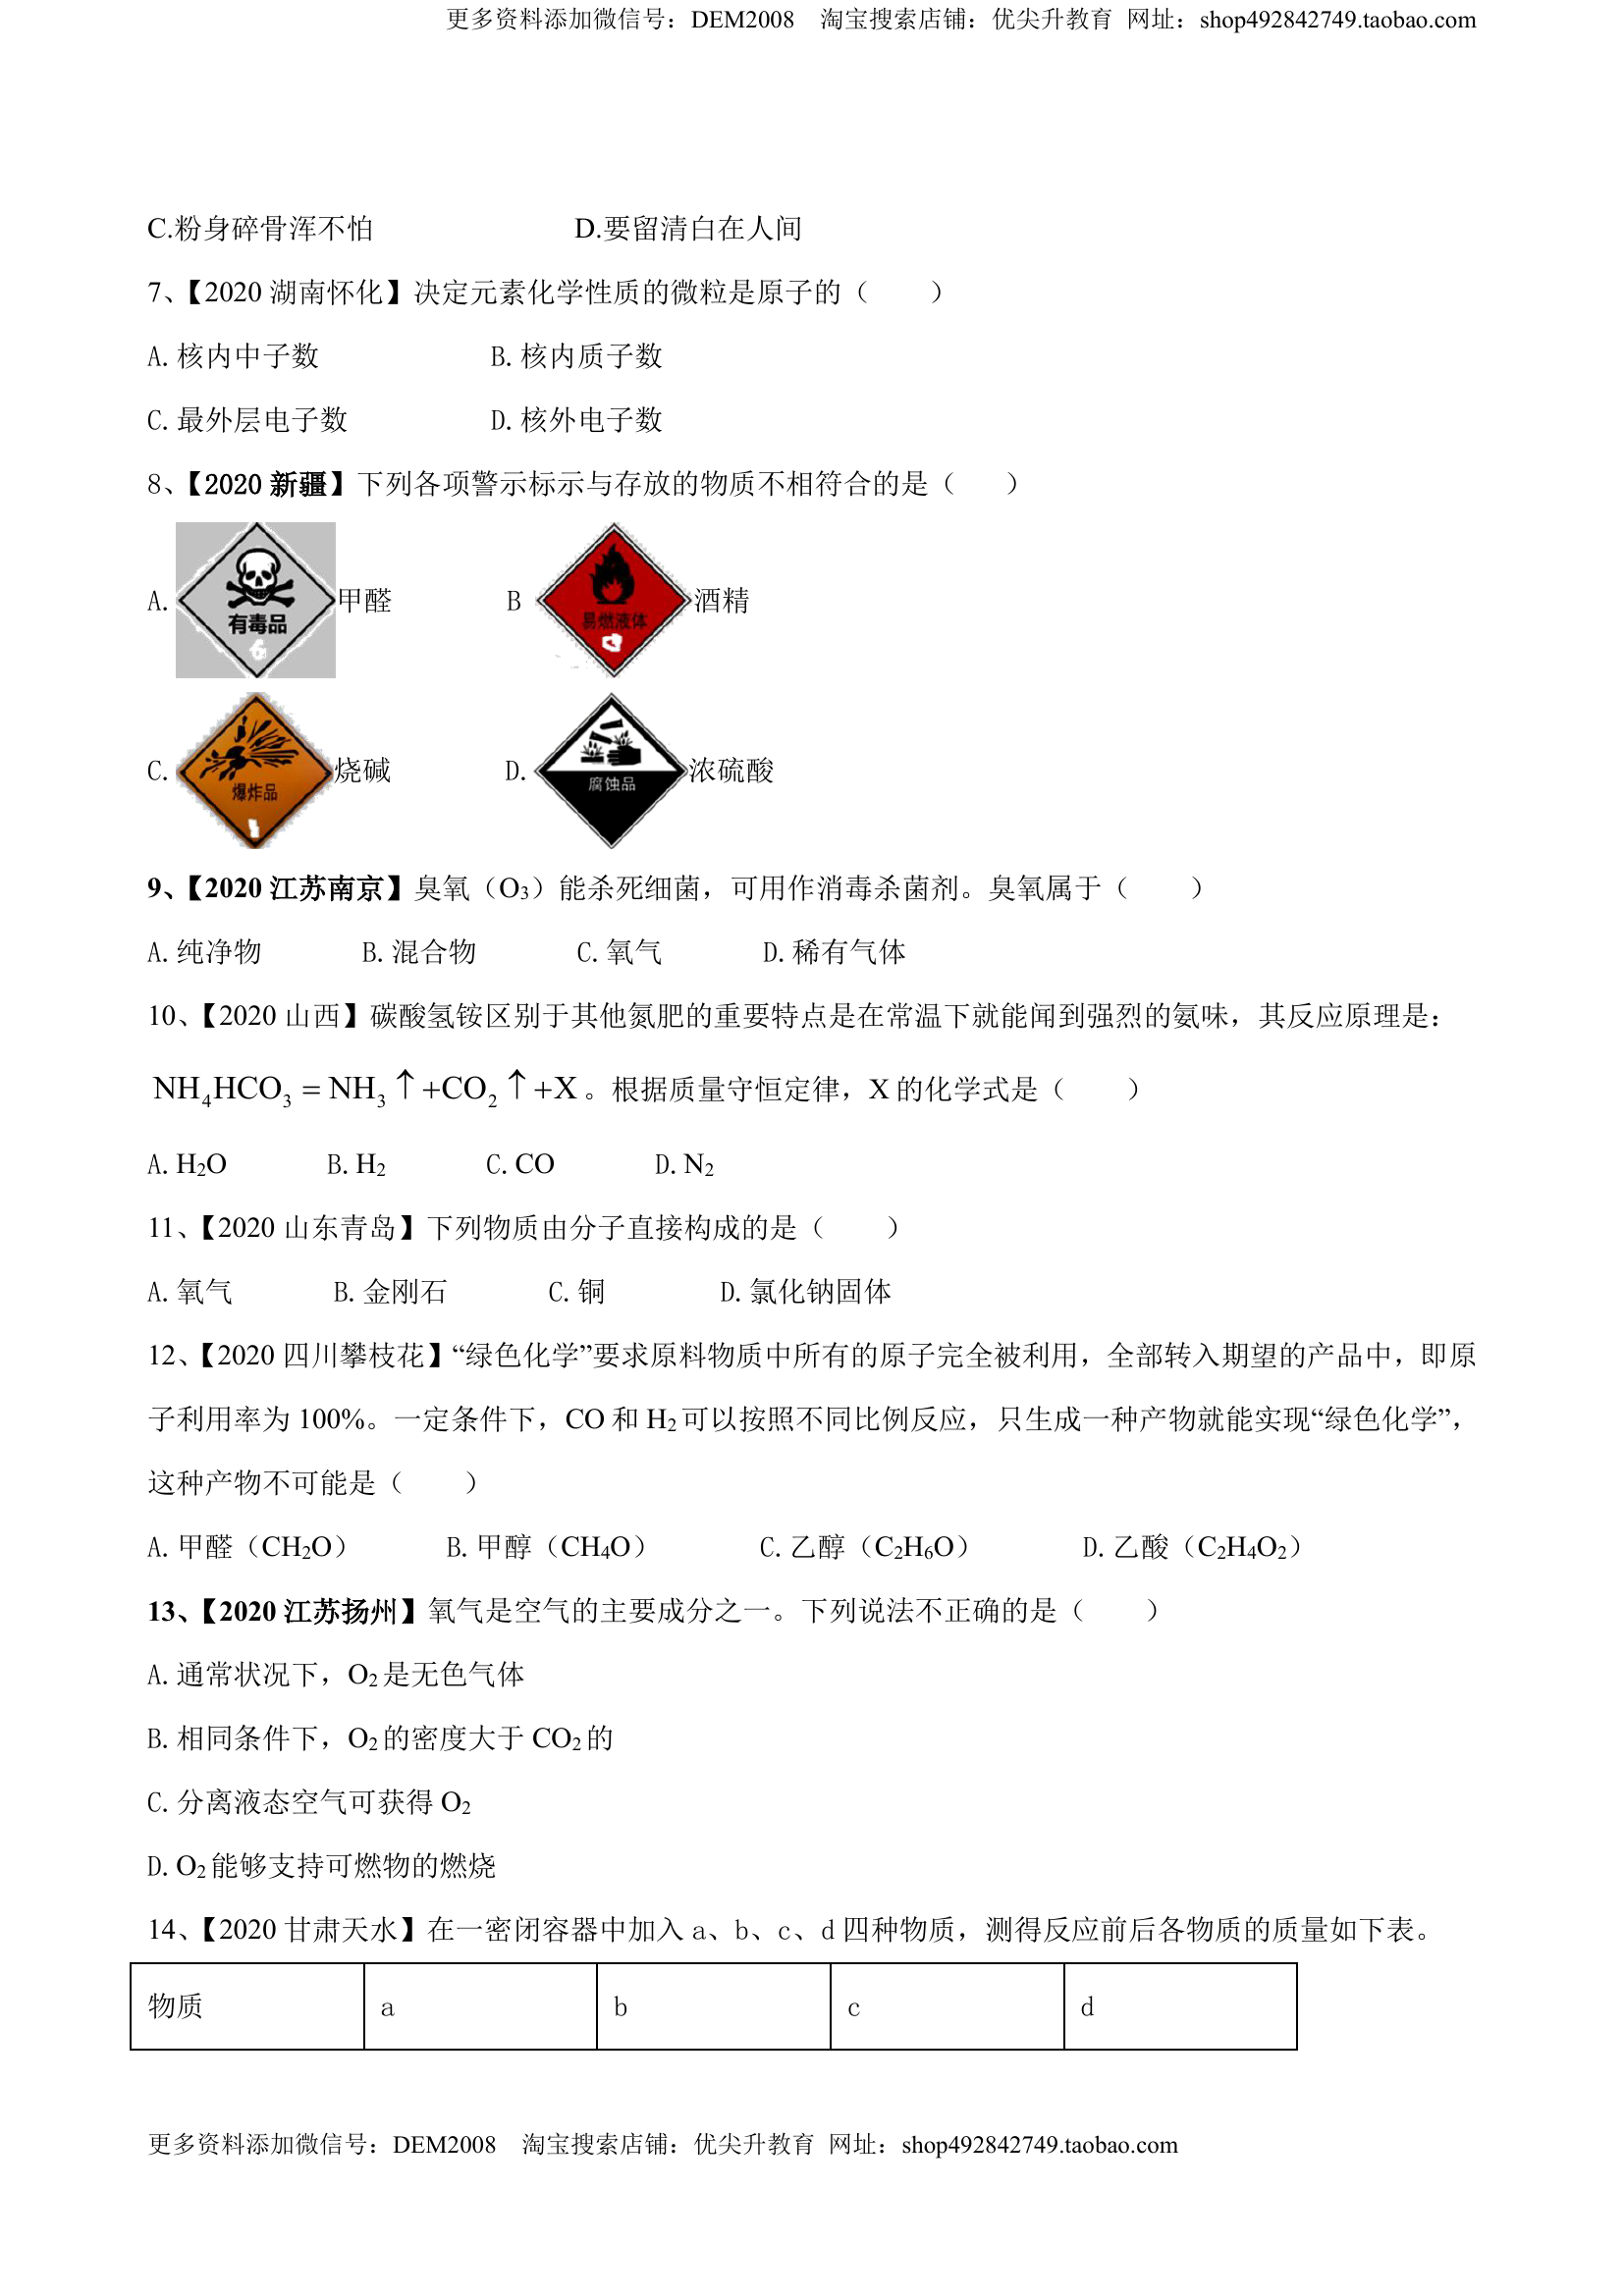 更多资料添加微信号：DEM2008 淘宝搜索店铺：优尖升教育 网址：shop492842749.taobao.com
C.粉身碎骨浑不怕 D.要留清白在人间
7、【2020 湖南怀化】决定元素化学性质的微粒是原子的（ ）
A.核内中子数 B.核内质子数
C.最外层电子数 D.核外电子数
8、【2020 新疆】下列各项警示标示与存放的物质不相符合的是（ ）
A. 有毒品 6 甲醛 B 易燃液体 酒精
C. 爆炸品 1 烧碱 D. 腐蚀品 浓硫酸
9、【2020 江苏南京】臭氧（O₃）能杀死细菌，可用作消毒杀菌剂。臭氧属于（ ）
A.纯净物 B.混合物 C.氧气 D.稀有气体
10、【2020 山西】碳酸氢铵区别于其他氮肥的重要特点是在常温下就能闻到强烈的氨味，其反应原理是：
NH₄HCO₃ = NH₃↑+CO₂↑+X。根据质量守恒定律，X 的化学式是（ ）
A.H₂O B.H₂ C.CO D.N₂
11、【2020 山东青岛】下列物质由分子直接构成的是（ ）
A.氧气 B.金刚石 C.铜 D.氯化钠固体
12、【2020 四川攀枝花】“绿色化学”要求原料物质中所有的原子完全被利用，全部转入期望的产品中，即原
子利用率为 100%。一定条件下，CO 和 H₂可以按照不同比例反应，只生成一种产物就能实现“绿色化学”，
这种产物不可能是（ ）
A.甲醛（CH₂O） B.甲醇（CH₄O） C.乙醇（C₂H₆O） D.乙酸（C₂H₄O₂）
13、【2020 江苏扬州】氧气是空气的主要成分之一。下列说法不正确的是（ ）
A.通常状况下，O₂是无色气体
B.相同条件下，O₂的密度大于 CO₂的
C.分离液态空气可获得 O₂
D.O₂能够支持可燃物的燃烧
14、【2020 甘肃天水】在一密闭容器中加入 a、b、c、d 四种物质，测得反应前后各物质的质量如下表。
物质 a b c d
更多资料添加微信号：DEM2008 淘宝搜索店铺：优尖升教育 网址：shop492842749.taobao.com